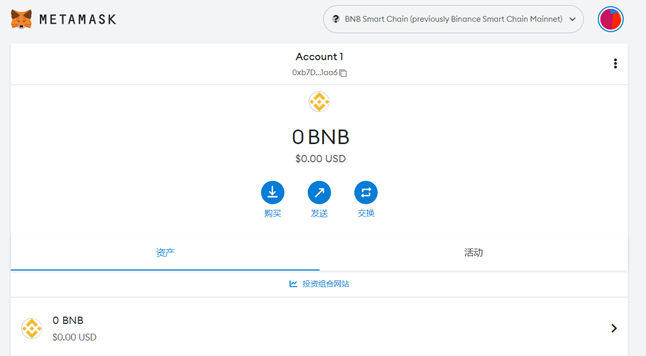 METAMASK
BNB Smart Chain (previously Binance Smart Chain Mainnet)
Account 1
0xb7D...1aa6
0 BNB
$0.00 USD
购买 发送 交换
资产 活动
投资组合网站
0 BNB
$0.00 USD